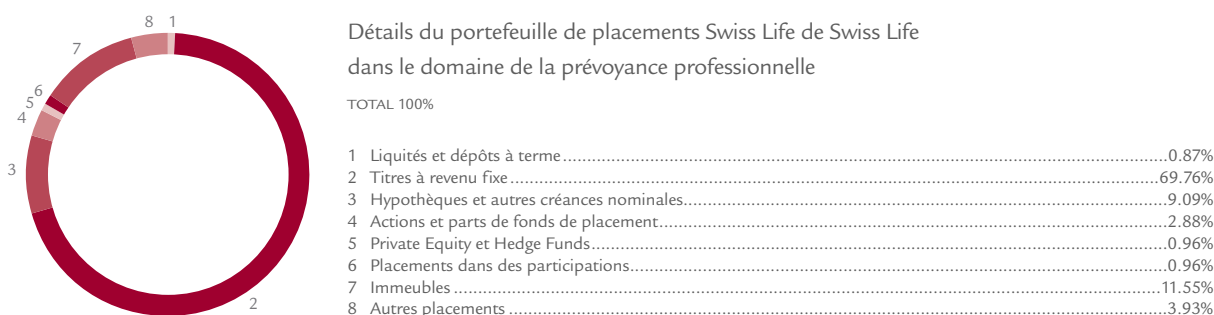 Détails du portefeuille de placements Swiss Life de Swiss Life
dans le domaine de la prévoyance professionnelle
TOTAL 100%
1 Liquités et dépôts à terme 0.87%
2 Titres à revenu fixe 69.76%
3 Hypothèques et autres créances nominales 9.09%
4 Actions et parts de fonds de placement 2.88%
5 Private Equity et Hedge Funds 0.96%
6 Placements dans des participations 0.96%
7 Immeubles 11.55%
8 Autres placements 3.93%
8 1
7
6
5
4
3
2